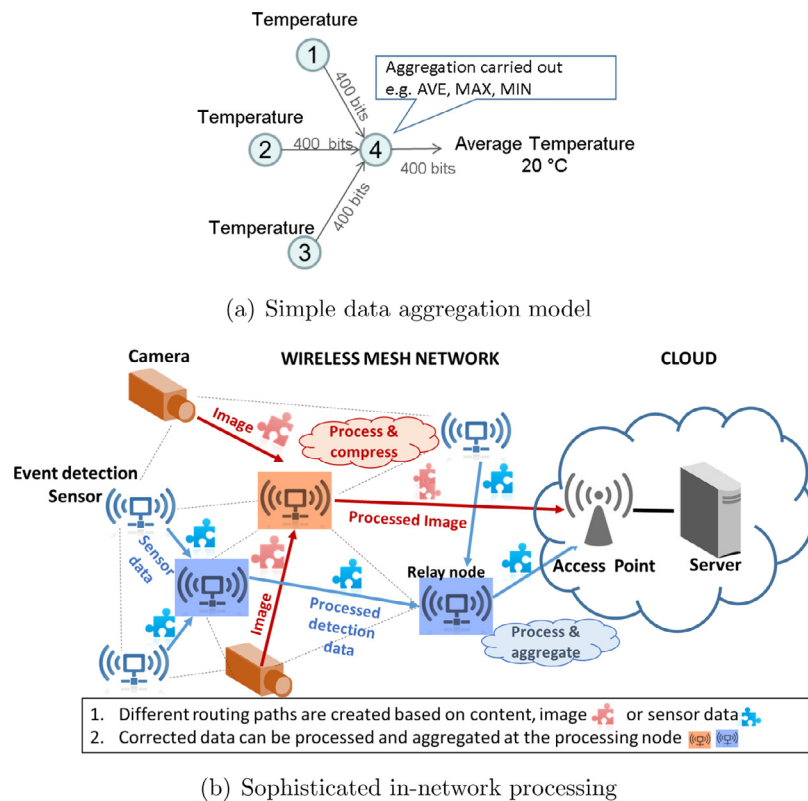 Temperature
1
400 bits
Aggregation carried out
e.g. AVE, MAX, MIN
Temperature
2
400 bits
4
400 bits
Average Temperature
20 °C
400 bits
Temperature
3
(a) Simple data aggregation model
Camera
WIRELESS MESH NETWORK
CLOUD
Image
Process &
compress
Event detection
Sensor
Processed Image
Sensor
data
Image
Relay node
Access Point
Server
Processed
detection
data
Process &
aggregate
1. Different routing paths are created based on content, image or sensor data
2. Corrected data can be processed and aggregated at the processing node
(b) Sophisticated in-network processing